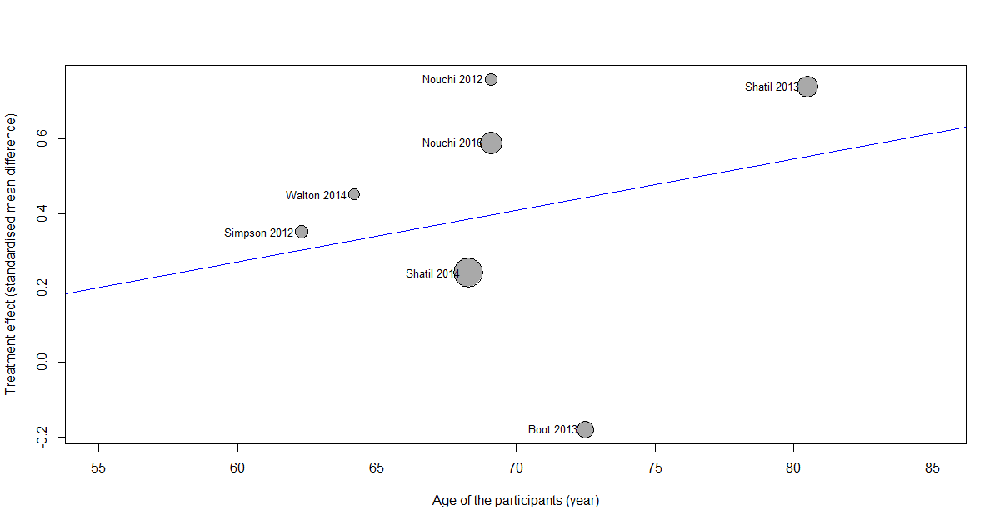 Treatment effect (standardised mean difference)
0.6
0.4
0.2
0.0
-0.2
Nouchi 2012
Shatil 2013
Nouchi 2016
Walton 2014
Simpson 2012
Shatil 2014
Boot 2013
55 60 65 70 75 80 85
Age of the participants (year)